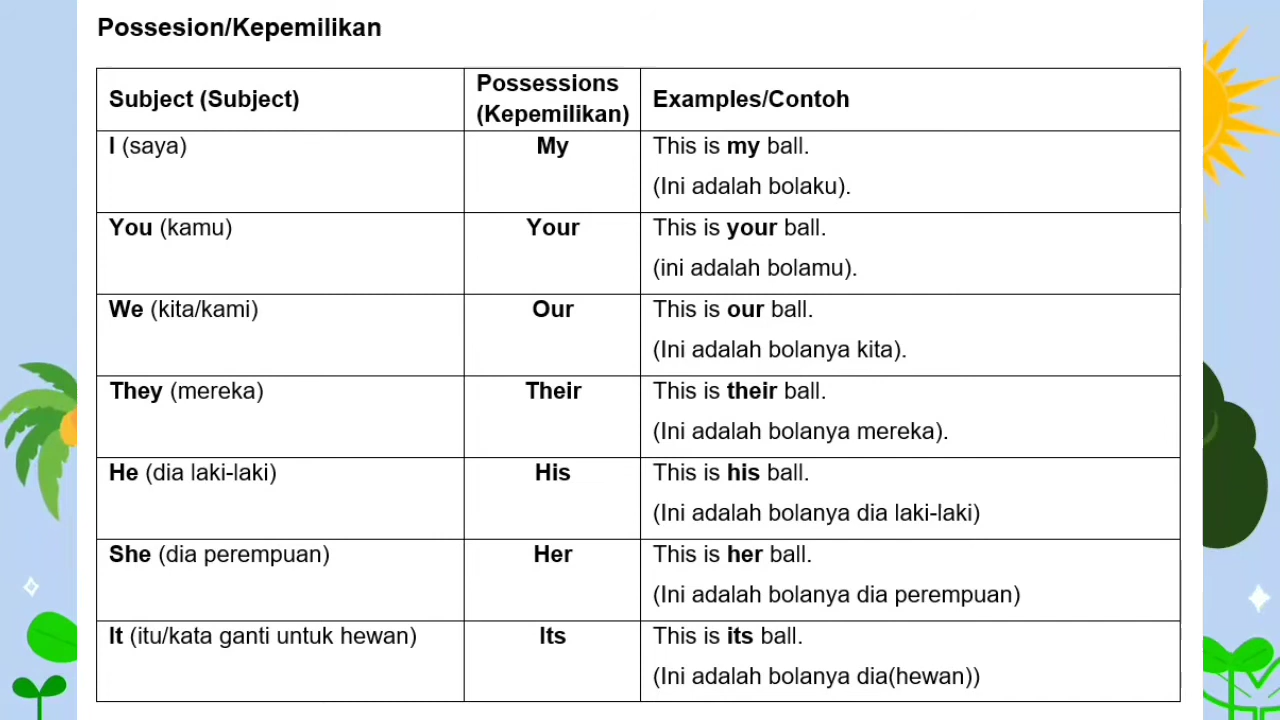 Possesion/Kepemilikan
Subject (Subject)
Possessions
(Kepemilikan)
Examples/Contoh
I (saya)
My
This is my ball.
(Ini adalah bolaku).
You (kamu)
Your
This is your ball.
(ini adalah bolamu).
We (kita/kami)
Our
This is our ball.
(Ini adalah bolanya kita).
They (mereka)
Their
This is their ball.
(Ini adalah bolanya mereka).
He (dia laki-laki)
His
This is his ball.
(Ini adalah bolanya dia laki-laki)
She (dia perempuan)
Her
This is her ball.
(Ini adalah bolanya dia perempuan)
It (itu/kata ganti untuk hewan)
Its
This is its ball.
(Ini adalah bolanya dia(hewan))